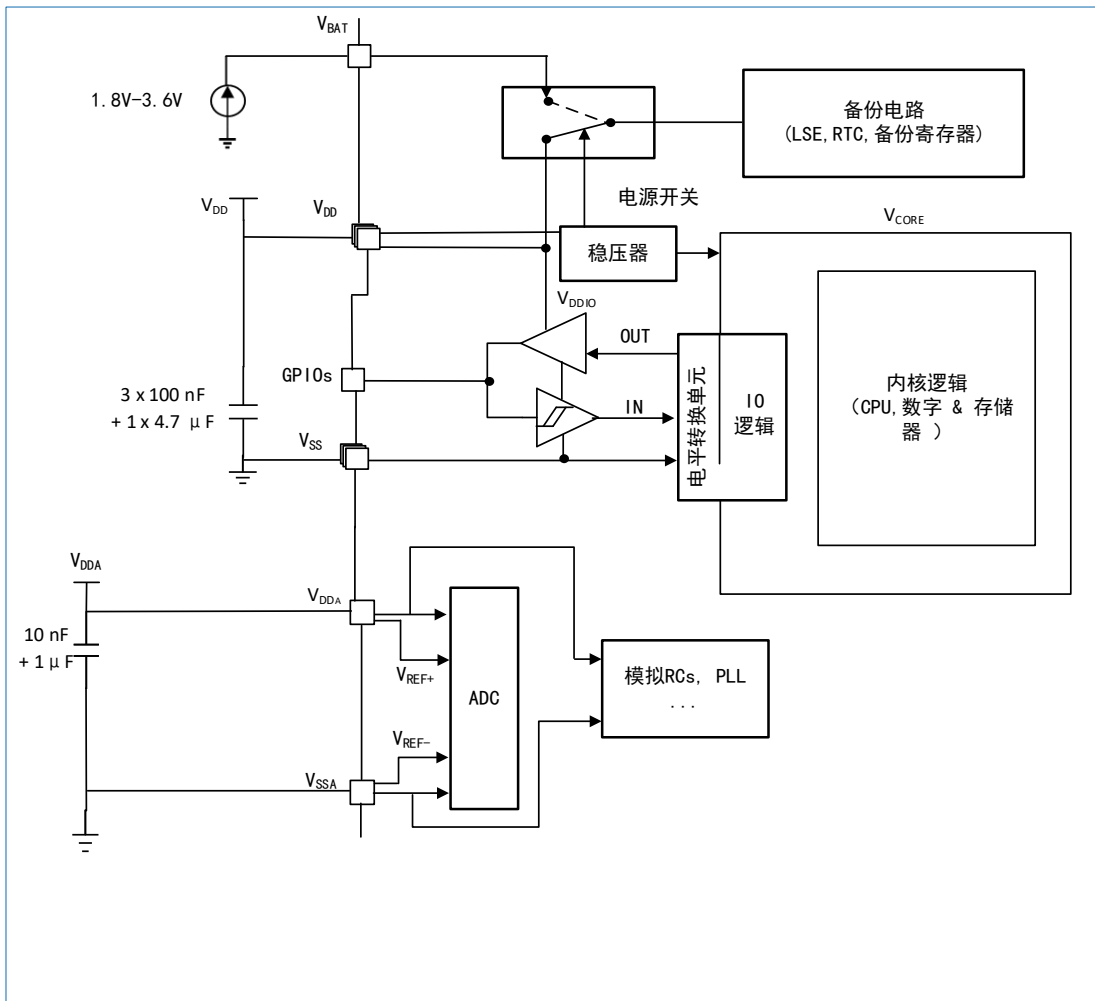 VBAT
1.8V-3.6V
备份电路
(LSE,RTC,备份寄存器)
电源开关
VDD
VDD
VCORE
稳压器
VDDIO
OUT
GPIOs
3 x 100 nF
+ 1 x 4.7 μF
IN
电平转换单元
IO
逻辑
内核逻辑
(CPU,数字 & 存储
器 )
VSS
VDDA
VDDA
10 nF
+ 1 μF
VREF+
ADC
模拟RCs, PLL
...
VREF-
VSSA